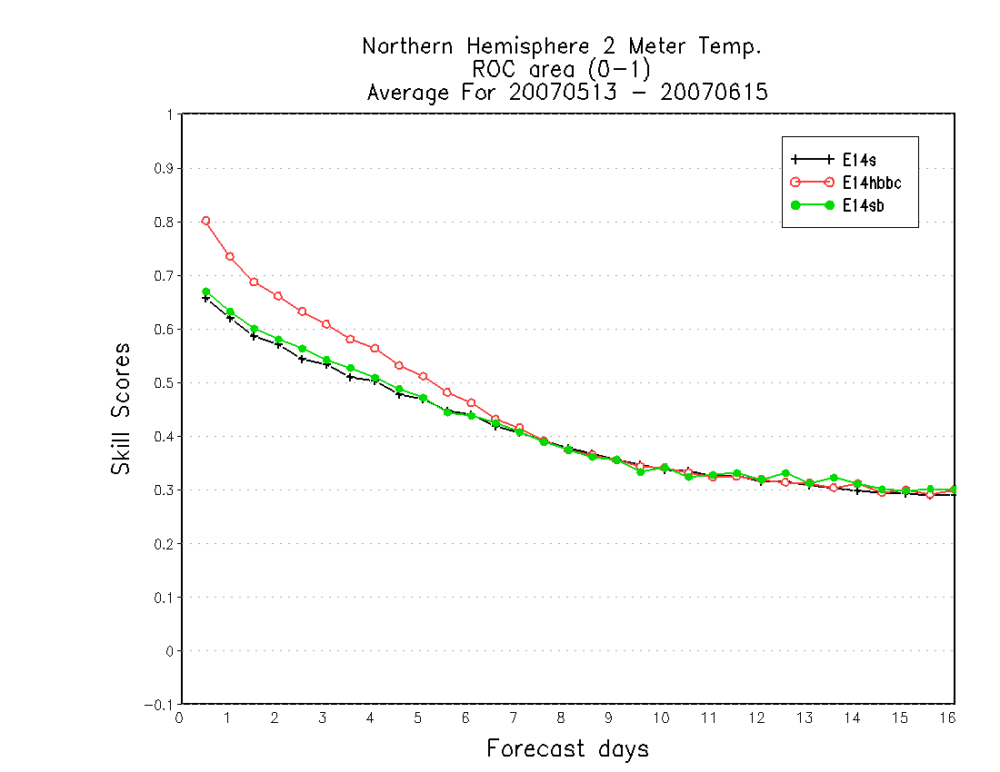 Northern Hemisphere 2 Meter Temp.
ROC area (0-1)
Average For 20070513 - 20070615
1
0.9
0.8
0.7
0.6
0.5
0.4
0.3
0.2
0.1
0
-0.1
Skill Scores
E14s
E14hbbc
E14sb
0 1 2 3 4 5 6 7 8 9 10 11 12 13 14 15 16
Forecast days